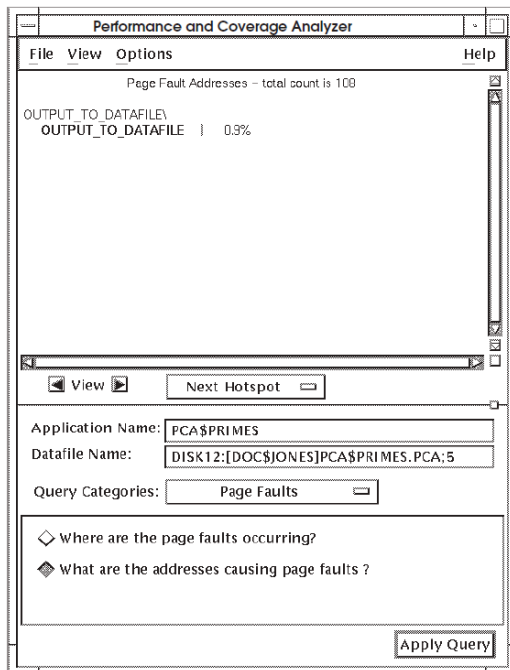 Performance and Coverage Analyzer
File View Options Help
Page Fault Addresses - total count is 108
OUTPUT_TO_DATAFILE\
OUTPUT_TO_DATAFILE | 0.9%
View Next Hotspot
Application Name: PCA$PRIMES
Datafile Name: DISK12:[DOC$JONES]PCA$PRIMES.PCA;5
Query Categories: Page Faults
Where are the page faults occurring?
What are the addresses causing page faults ?
Apply Query